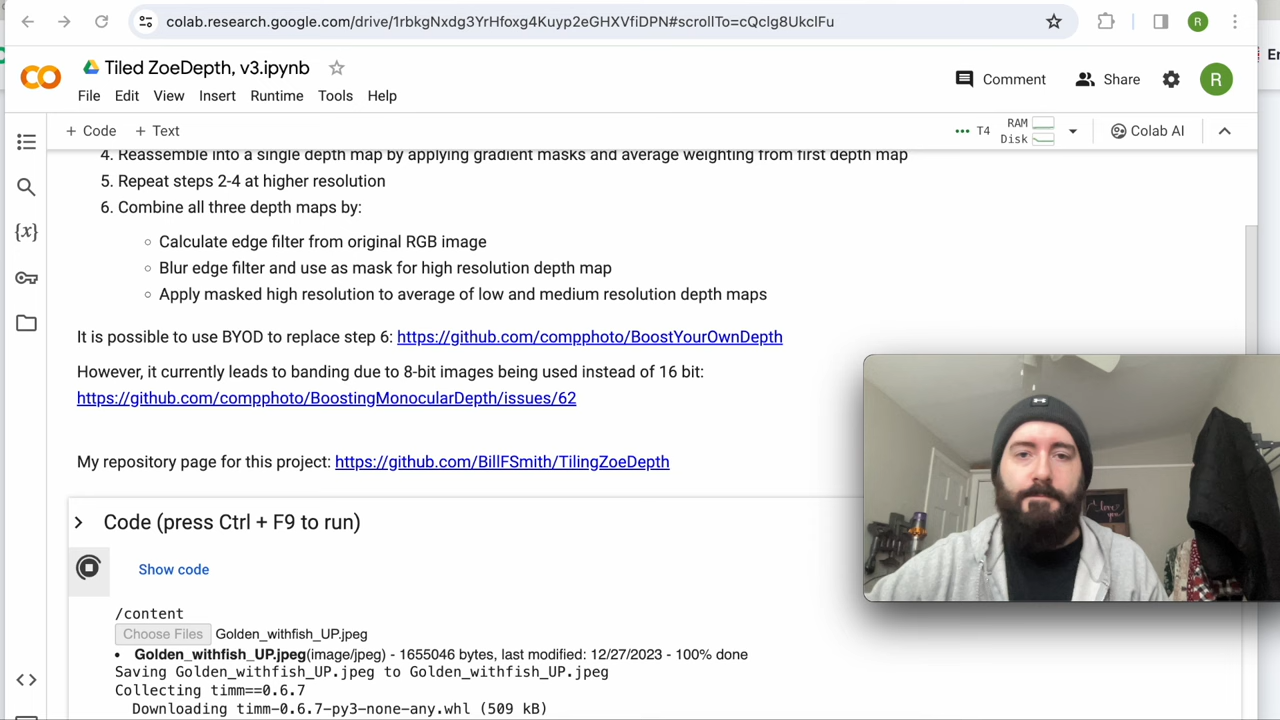 colab.research.google.com/drive/1rbkgNxdg3YrHfoxg4Kuyp2eGHXVfiDPN#scrollTo=cQclg8UkclFu
R
Er
CO
Tiled ZoeDepth, v3.ipynb
Comment
Share
R
File Edit View Insert Runtime Tools Help
+ Code + Text
T4
RAM
Disk
Colab AI
4. Reassemble into a single depth map by applying gradient masks and average weighting from first depth map
5. Repeat steps 2-4 at higher resolution
6. Combine all three depth maps by:
Calculate edge filter from original RGB image
Blur edge filter and use as mask for high resolution depth map
Apply masked high resolution to average of low and medium resolution depth maps
It is possible to use BYOD to replace step 6: https://github.com/compphoto/BoostYourOwnDepth
However, it currently leads to banding due to 8-bit images being used instead of 16 bit:
https://github.com/compphoto/BoostingMonocularDepth/issues/62
My repository page for this project: https://github.com/BillFSmith/TilingZoeDepth
Code (press Ctrl + F9 to run)
Show code
/content
Choose Files Golden_withfish_UP.jpeg
• Golden_withfish_UP.jpeg(image/jpeg) - 1655046 bytes, last modified: 12/27/2023 - 100% done
Saving Golden_withfish_UP.jpeg to Golden_withfish_UP.jpeg
Collecting timm==0.6.7
Downloading timm-0.6.7-py3-none-any.whl (509 kB)